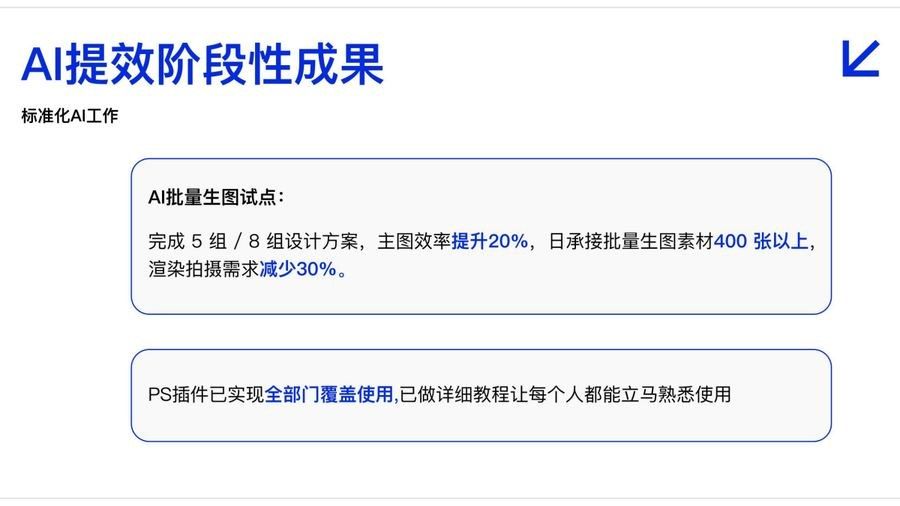 AI提效阶段性成果
标准化AI工作
AI批量生图试点：
完成 5 组 / 8 组设计方案，主图效率提升20%，日承接批量生图素材400 张以上，
渲染拍摄需求减少30%。
PS插件已实现全部门覆盖使用,已做详细教程让每个人都能立马熟悉使用